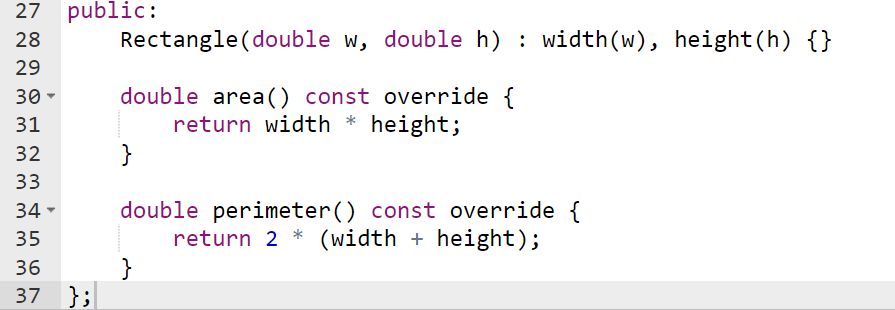 27 public:
28     Rectangle(double w, double h) : width(w), height(h) {}
29
30     double area() const override {
31         return width * height;
32     }
33
34     double perimeter() const override {
35         return 2 * (width + height);
36     }
37 };